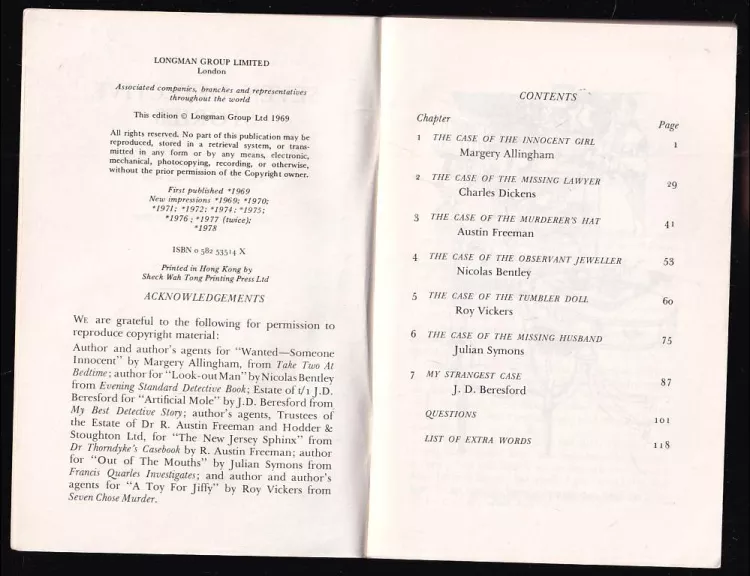 LONGMAN GROUP LIMITED
London
Associated companies, branches and representatives
throughout the world
This edition © Longman Group Ltd 1969
All rights reserved. No part of this publication may be
reproduced, stored in a retrieval system, or trans-
mitted in any form or by any means, electronic,
mechanical, photocopying, recording, or otherwise,
without the prior permission of the Copyright owner.
First published *1969
New impressions *1969; *1970;
*1971; *1972; *1974; *1975;
*1976; *1977 (twice);
*1978
ISBN 0 582 53514 X
Printed in Hong Kong by
Sheck Wah Tong Printing Press Ltd
ACKNOWLEDGEMENTS
WE are grateful to the following for permission to
reproduce copyright material:
Author and author's agents for "Wanted—Someone
Innocent" by Margery Allingham, from Take Two At
Bedtime; author for "Look-out Man" by Nicolas Bentley
from Evening Standard Detective Book; Estate of t/1 J.D.
Beresford for "Artificial Mole" by J.D. Beresford from
My Best Detective Story; author's agents, Trustees of
the Estate of Dr R. Austin Freeman and Hodder &
Stoughton Ltd, for "The New Jersey Sphinx" from
Dr Thorndyke's Casebook by R. Austin Freeman; author
for "Out of The Mouths" by Julian Symons from
Francis Quarles Investigates; and author and author's
agents for "A Toy For Jiffy" by Roy Vickers from
Seven Chose Murder.
CONTENTS
Chapter Page
1 THE CASE OF THE INNOCENT GIRL 1
Margery Allingham
2 THE CASE OF THE MISSING LAWYER 29
Charles Dickens
3 THE CASE OF THE MURDERER'S HAT 41
Austin Freeman
4 THE CASE OF THE OBSERVANT JEWELLER 53
Nicolas Bentley
5 THE CASE OF THE TUMBLER DOLL 60
Roy Vickers
6 THE CASE OF THE MISSING HUSBAND 75
Julian Symons
7 MY STRANGEST CASE 87
J. D. Beresford
QUESTIONS 101
LIST OF EXTRA WORDS 118